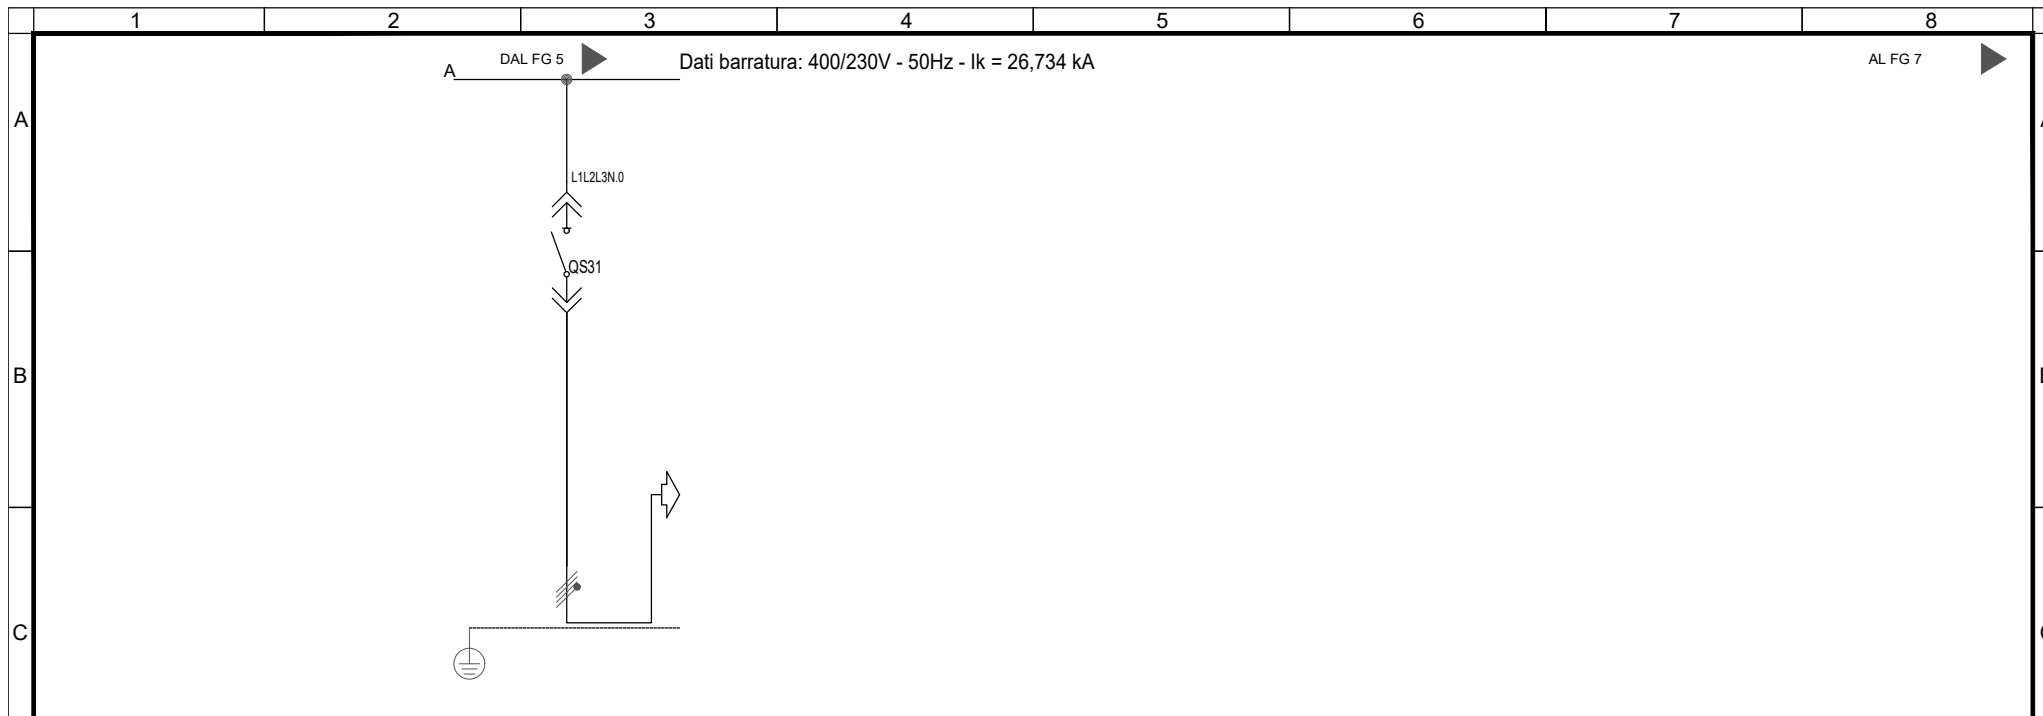 1 2 3 4 5 6 7 8
DAL FG 5 Dati barratura: 400/230V - 50Hz - Ik = 26,734 kA AL FG 7
A
A
L1L2L3N.0
QS31
B
C